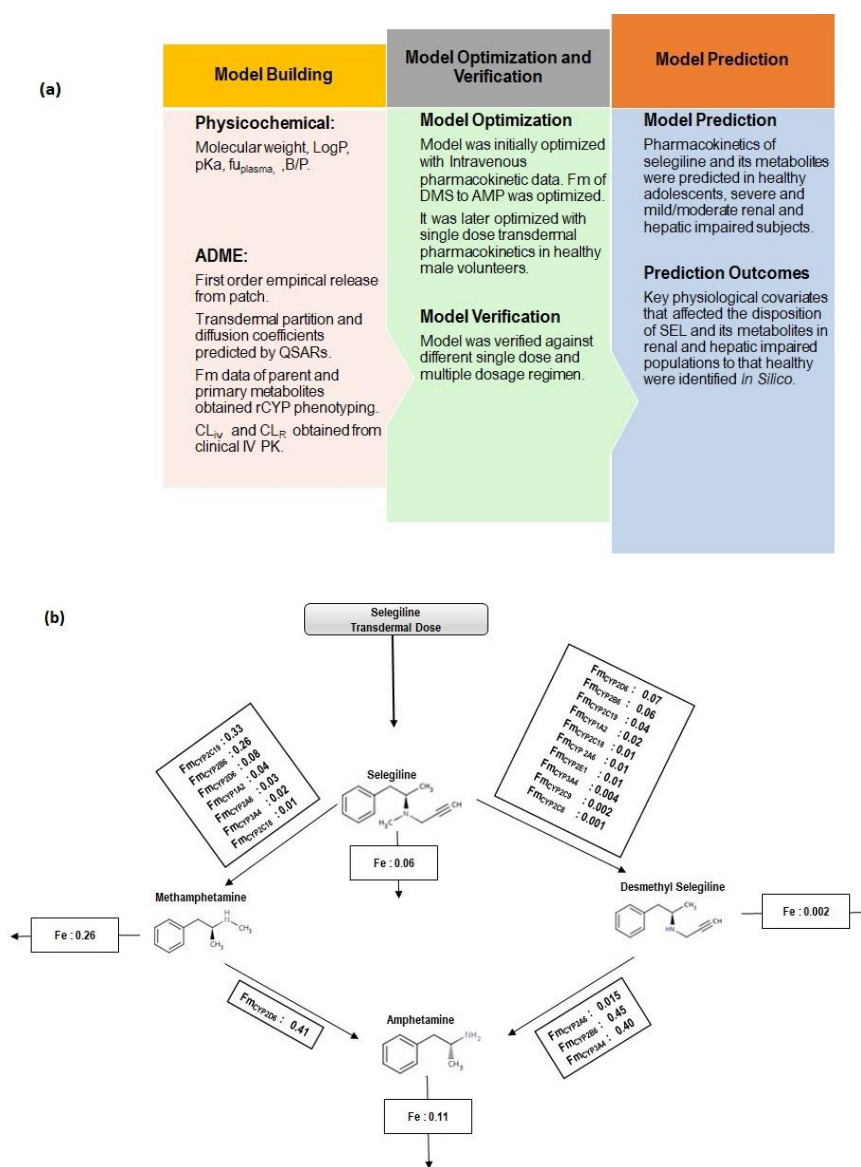 (a)
Model Building
Physicochemical:
Molecular weight, LogP,
pKa, fuplasma, ,B/P.
ADME:
First order empirical release
from patch.
Transdermal partition and
diffusion coefficients
predicted by QSARs.
Fm data of parent and
primary metabolites
obtained rCYP phenotyping.
CLiv and CLR obtained from
clinical IV PK.
Model Optimization and
Verification
Model Optimization
Model was initially optimized
with Intravenous
pharmacokinetic data. Fm of
DMS to AMP was optimized.
It was later optimized with
single dose transdermal
pharmacokinetics in healthy
male volunteers.
Model Verification
Model was verified against
different single dose and
multiple dosage regimen.
Model Prediction
Model Prediction
Pharmacokinetics of
selegiline and its metabolites
were predicted in healthy
adolescents, severe and
mild/moderate renal and
hepatic impaired subjects.
Prediction Outcomes
Key physiological covariates
that affected the disposition
of SEL and its metabolites in
renal and hepatic impaired
populations to that healthy
were identified In Silico.
(b)
Selegiline
Transdermal Dose
FmCYP2C19 : 0.33
FmCYP2B6 : 0.26
FmCYP2D6 : 0.08
FmCYP1A2 : 0.04
FmCYP2A6 : 0.03
FmCYP3A4 : 0.02
FmCYP2C18 : 0.01
FmCYP2D6 : 0.07
FmCYP2B6 : 0.06
FmCYP2C19 : 0.04
FmCYP1A2 : 0.02
FmCYP2C18 : 0.01
FmCYP 2A6 : 0.01
FmCYP2E1 : 0.01
FmCYP3A4 : 0.004
FmCYP2C9 : 0.002
FmCYP2C8 : 0.001
Selegiline
CH3
N
H3C
CH
Fe : 0.06
Methamphetamine
H
N
CH3
CH3
Fe : 0.26
Desmethyl Selegiline
CH3
HN
CH
Fe : 0.002
FmCYP2D6 : 0.41
FmCYP2A6 : 0.015
FmCYP2B6 : 0.45
FmCYP3A4 : 0.40
Amphetamine
NH2
CH3
Fe : 0.11